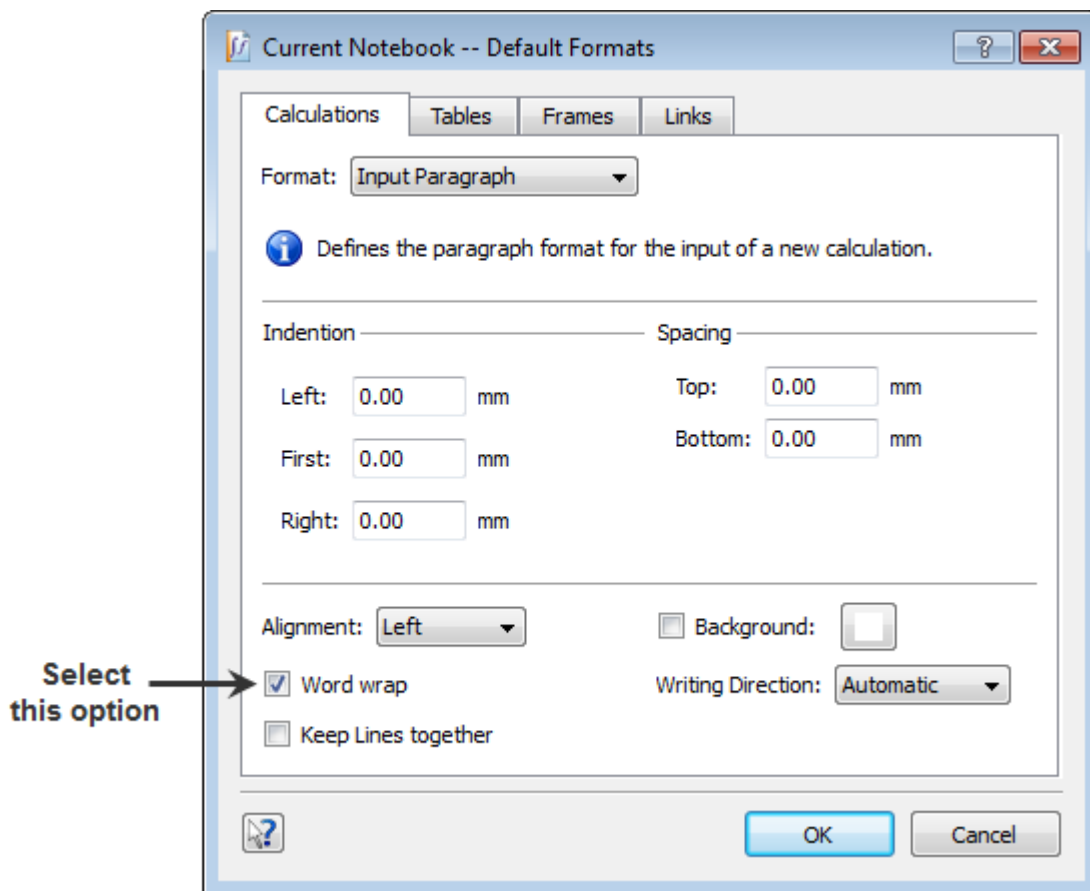 Current Notebook -- Default Formats
Calculations Tables Frames Links
Format: Input Paragraph
Defines the paragraph format for the input of a new calculation.
Indention Spacing
Left: 0.00 mm Top: 0.00 mm
First: 0.00 mm Bottom: 0.00 mm
Right: 0.00 mm
Alignment: Left Background:
Select
this option
Word wrap Writing Direction: Automatic
Keep Lines together
OK Cancel